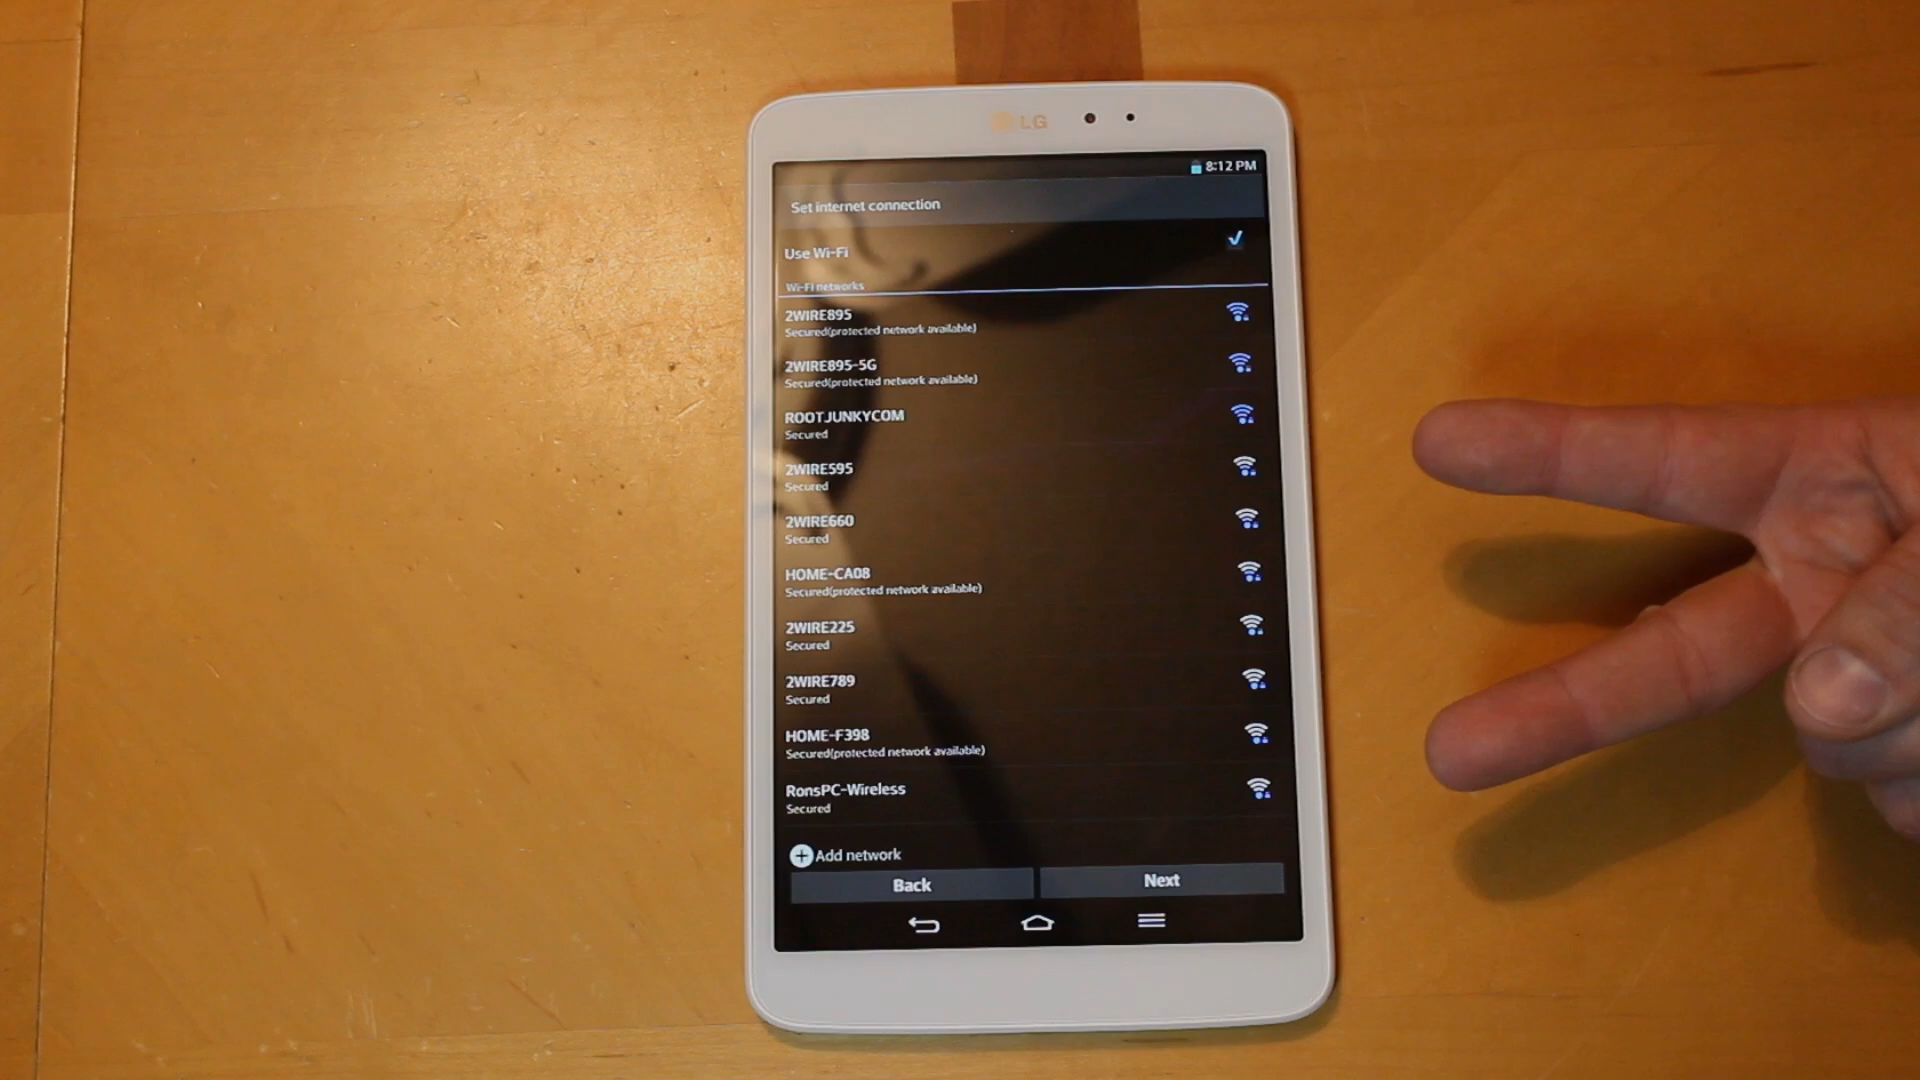 LG
8:12 PM
Set internet connection
Use Wi-Fi
Wi-Fi networks
2WIRE895
Secured(protected network available)
2WIRE895-5G
Secured(protected network available)
ROOTJUNKYCOM
Secured
2WIRE595
Secured
2WIRE660
Secured
HOME-CA08
Secured(protected network available)
2WIRE225
Secured
2WIRE789
Secured
HOME-F398
Secured(protected network available)
RonsPC-Wireless
Secured
Add network
Back
Next